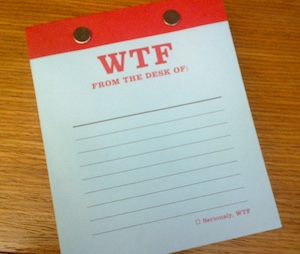 WTF
FROM THE DESK OF:
Seriously, WTF